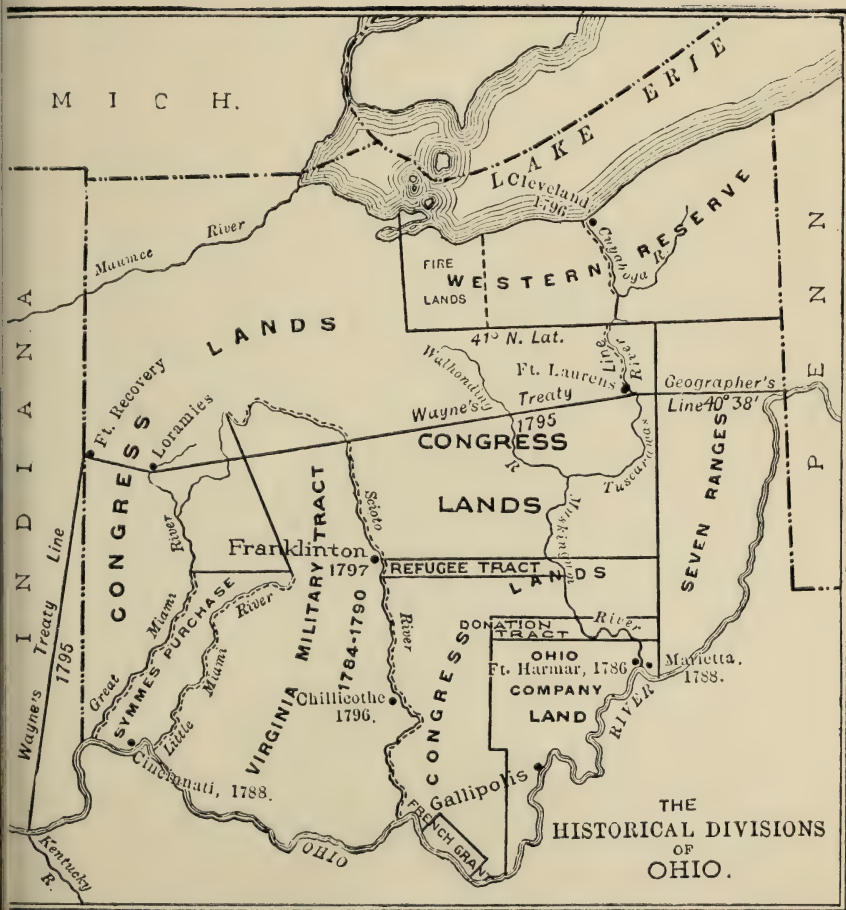 M I C H.
LAKE ERIE
L
Cleveland
1796
Cuyahoga R.
WESTERN RESERVE
FIRE
LANDS
PENN
INDIANA
Maumee River
LANDS
41° N. Lat.
Walhonding
R
Ft. Laurens
Line
River
Geographer's
Line 40° 38'
Wayne's Treaty
1795
Ft. Recovery
Loramies
CONGRESS
CONGRESS
LANDS
Tuscarawas
SEVEN RANGES
Muskingum
River
Scioto
River
VIRGINIA MILITARY TRACT
1784-1790
Franklinton
1797
REFUGEE TRACT
LANDS
DONATION
TRACT
OHIO
Ft. Harmar, 1786
COMPANY
LAND
Marietta,
1788.
RIVER
River
Great Miami
SYMMES PURCHASE
Little Miami River
Wayne's Treaty Line
1795
Chillicothe
1796.
CONGRESS
Cincinnati, 1788.
Gallipolis
FRENCH GRANT
OHIO
Kentucky
R.
THE
HISTORICAL DIVISIONS
OF
OHIO.